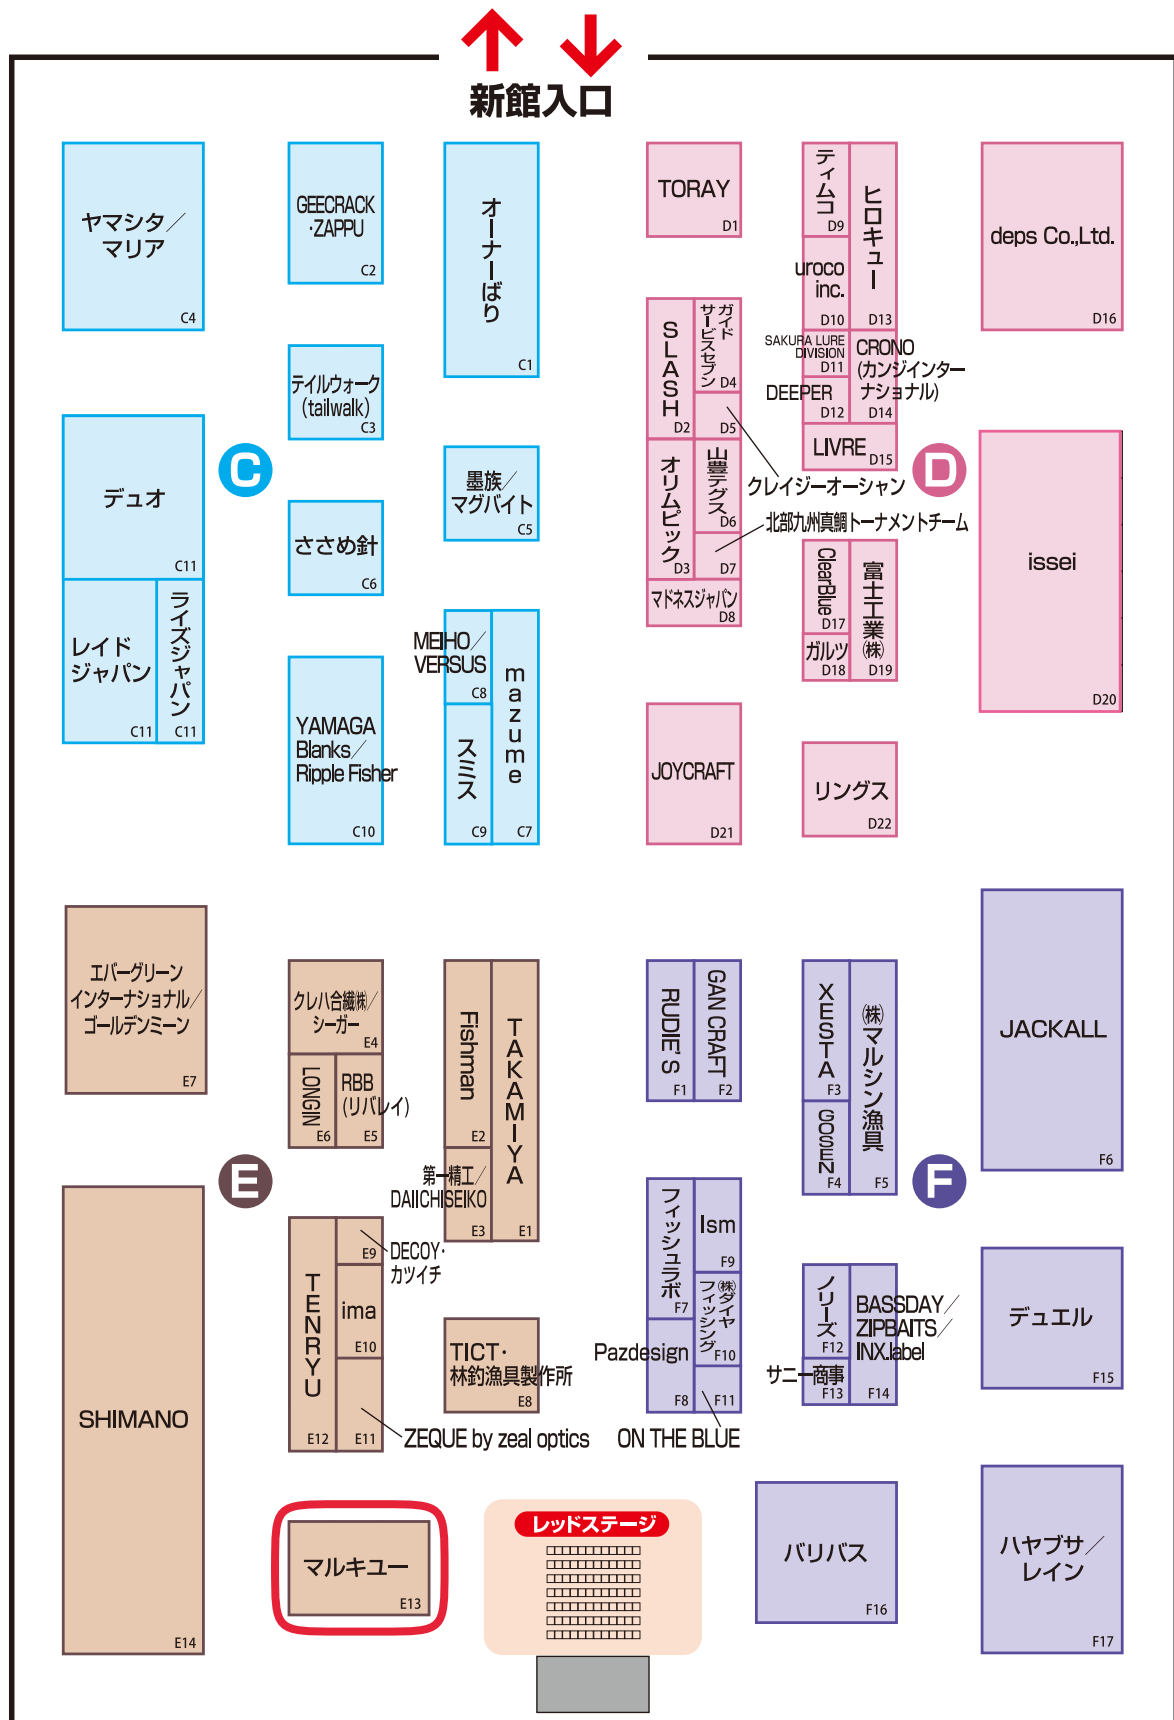 新館入口
ヤマシタ／
マリア
C4
GEECRACK
・ZAPPU
C2
オーナーばり
C1
テイルウォーク
(tailwalk)
C3
デュオ
C11
C
墨族／
マグバイト
C5
ささめ針
C6
レイド
ジャパン
C11
ライズジャパン
C11
MEIHO／
VERSUS
C8
mazume
C7
YAMAGA
Blanks／
Ripple Fisher
C10
スミス
C9
TORAY
D1
ティムコ
D9
ヒロキュー
D13
deps Co.,Ltd.
D16
uroco
inc.
D10
SLASH
D2
ガイド
サービスセブン
D4
SAKURA LURE
DIVISION
D11
CRONO
(カンジインター
ナショナル)
D14
DEEPER
D12
D5
クレイジーオーシャン
LIVRE
D15
D
オリムピック
D3
山豊テグス
D6
北部九州真鯛トーナメントチーム
D7
マドネスジャパン
D8
ClearBlue
D17
富士工業㈱
D19
ガルツ
D18
issei
D20
JOYCRAFT
D21
リングス
D22
エバーグリーン
インターナショナル／
ゴールデンミーン
E7
クレハ合繊㈱／
シーガー
E4
LONGIN
E6
RBB
(リバレイ)
E5
Fishman
E2
TAKAMIYA
E1
第一精工／
DAIICHISEIKO
E3
E
SHIMANO
E14
TENRYU
E12
E9
DECOY・
カツイチ
ima
E10
E11
ZEQUE by zeal optics
TICT・
林釣漁具製作所
E8
マルキュー
E13
RUDIE'S
F1
GAN CRAFT
F2
XESTA
F3
㈱マルシン漁具
F5
GOSEN
F4
JACKALL
F6
F
フィッシュラボ
F7
Ism
F9
㈱ダイヤ
フィッシング
F10
Pazdesign
F8
F11
ON THE BLUE
ノリーズ
F12
BASSDAY／
ZIPBAITS／
INX.label
F14
サニー商事
F13
デュエル
F15
レッドステージ
バリバス
F16
ハヤブサ／
レイン
F17